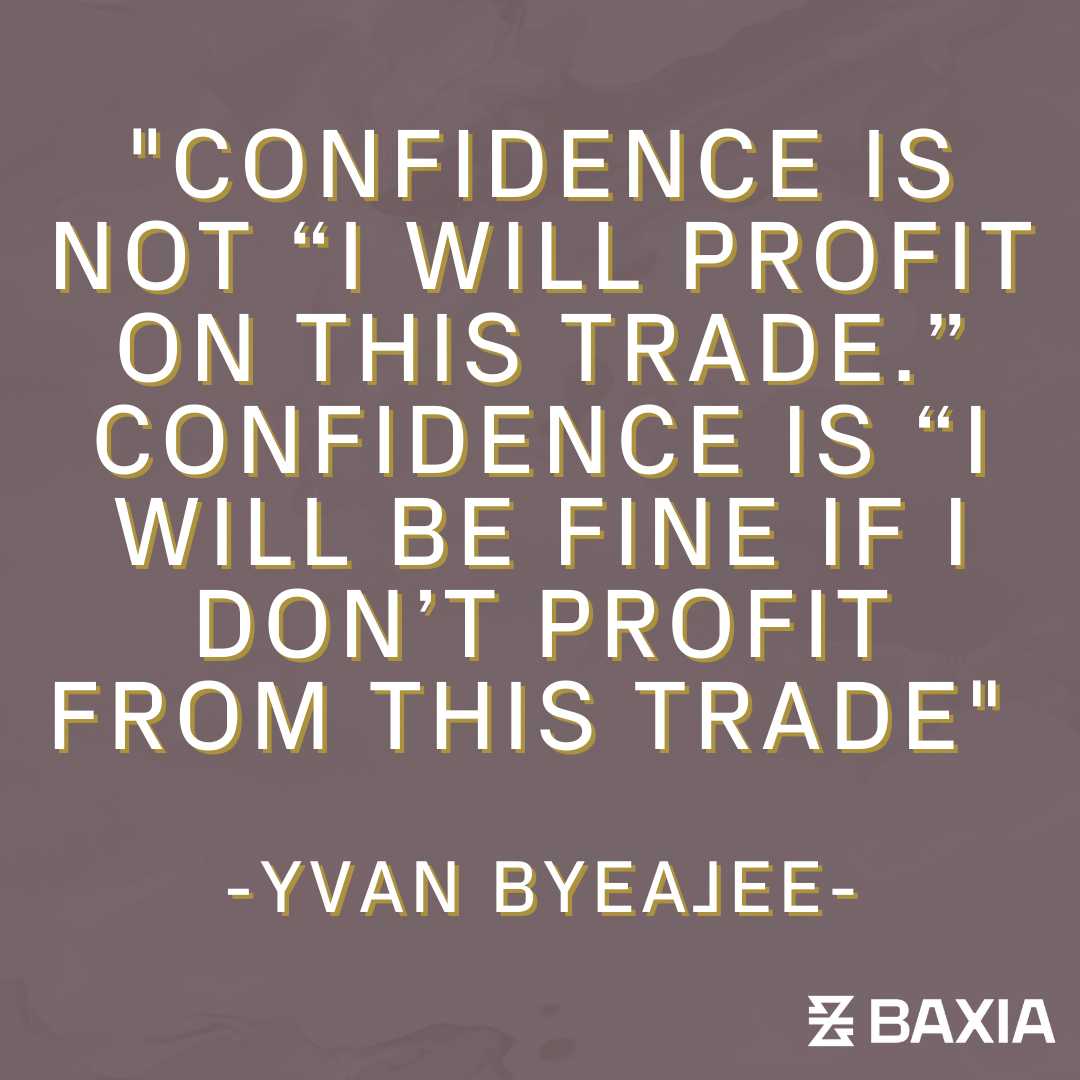 "CONFIDENCE IS
NOT “I WILL PROFIT
ON THIS TRADE.”
CONFIDENCE IS “I
WILL BE FINE IF I
DON’T PROFIT
FROM THIS TRADE"
-YVAN BYEAJEE-
BAXIA